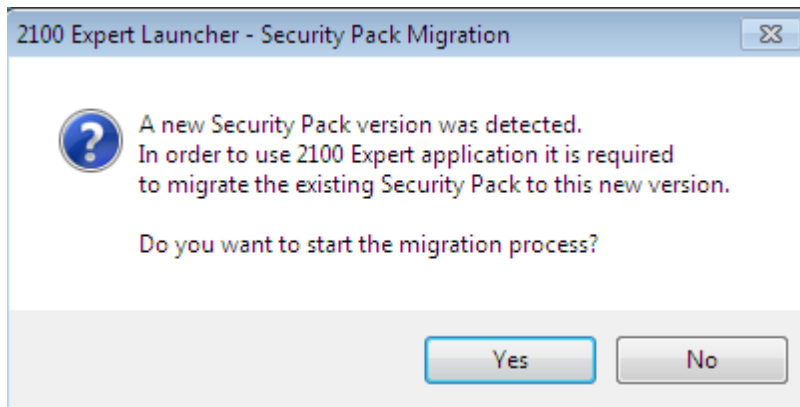 2100 Expert Launcher - Security Pack Migration
A new Security Pack version was detected.
In order to use 2100 Expert application it is required
to migrate the existing Security Pack to this new version.
Do you want to start the migration process?
Yes
No